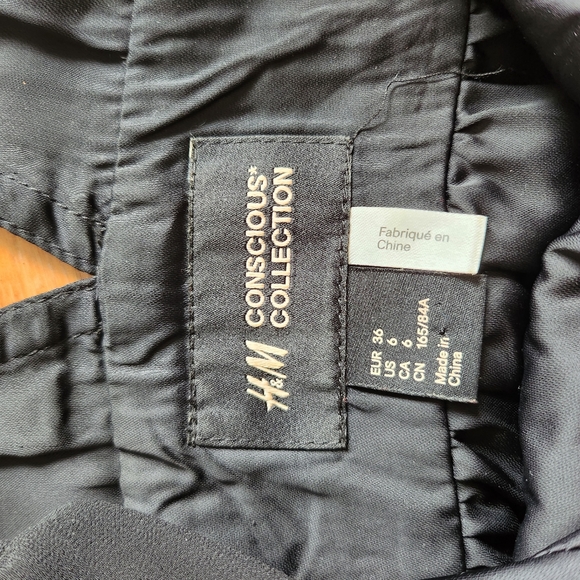 H&M CONSCIOUS*
COLLECTION
Fabriqué en
Chine
EUR 36
US 6
CA 6
CN 165/84A
Made in
China